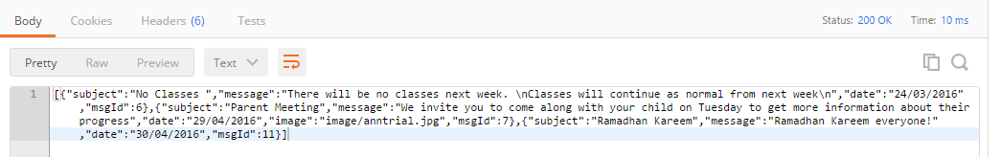 Body Cookies Headers (6) Tests Status: 200 OK Time: 10 ms
Pretty Raw Preview Text
1 [{"subject":"No Classes ","message":"There will be no classes next week. \nClasses will continue as normal from next week\n","date":"24/03/2016"
,"msgId":6},{"subject":"Parent Meeting","message":"We invite you to come along with your child on Tuesday to get more information about their
progress","date":"29/04/2016","image":"image/anntrial.jpg","msgId":7},{"subject":"Ramadhan Kareem","message":"Ramadhan Kareem everyone!"
,"date":"30/04/2016","msgId":11}]